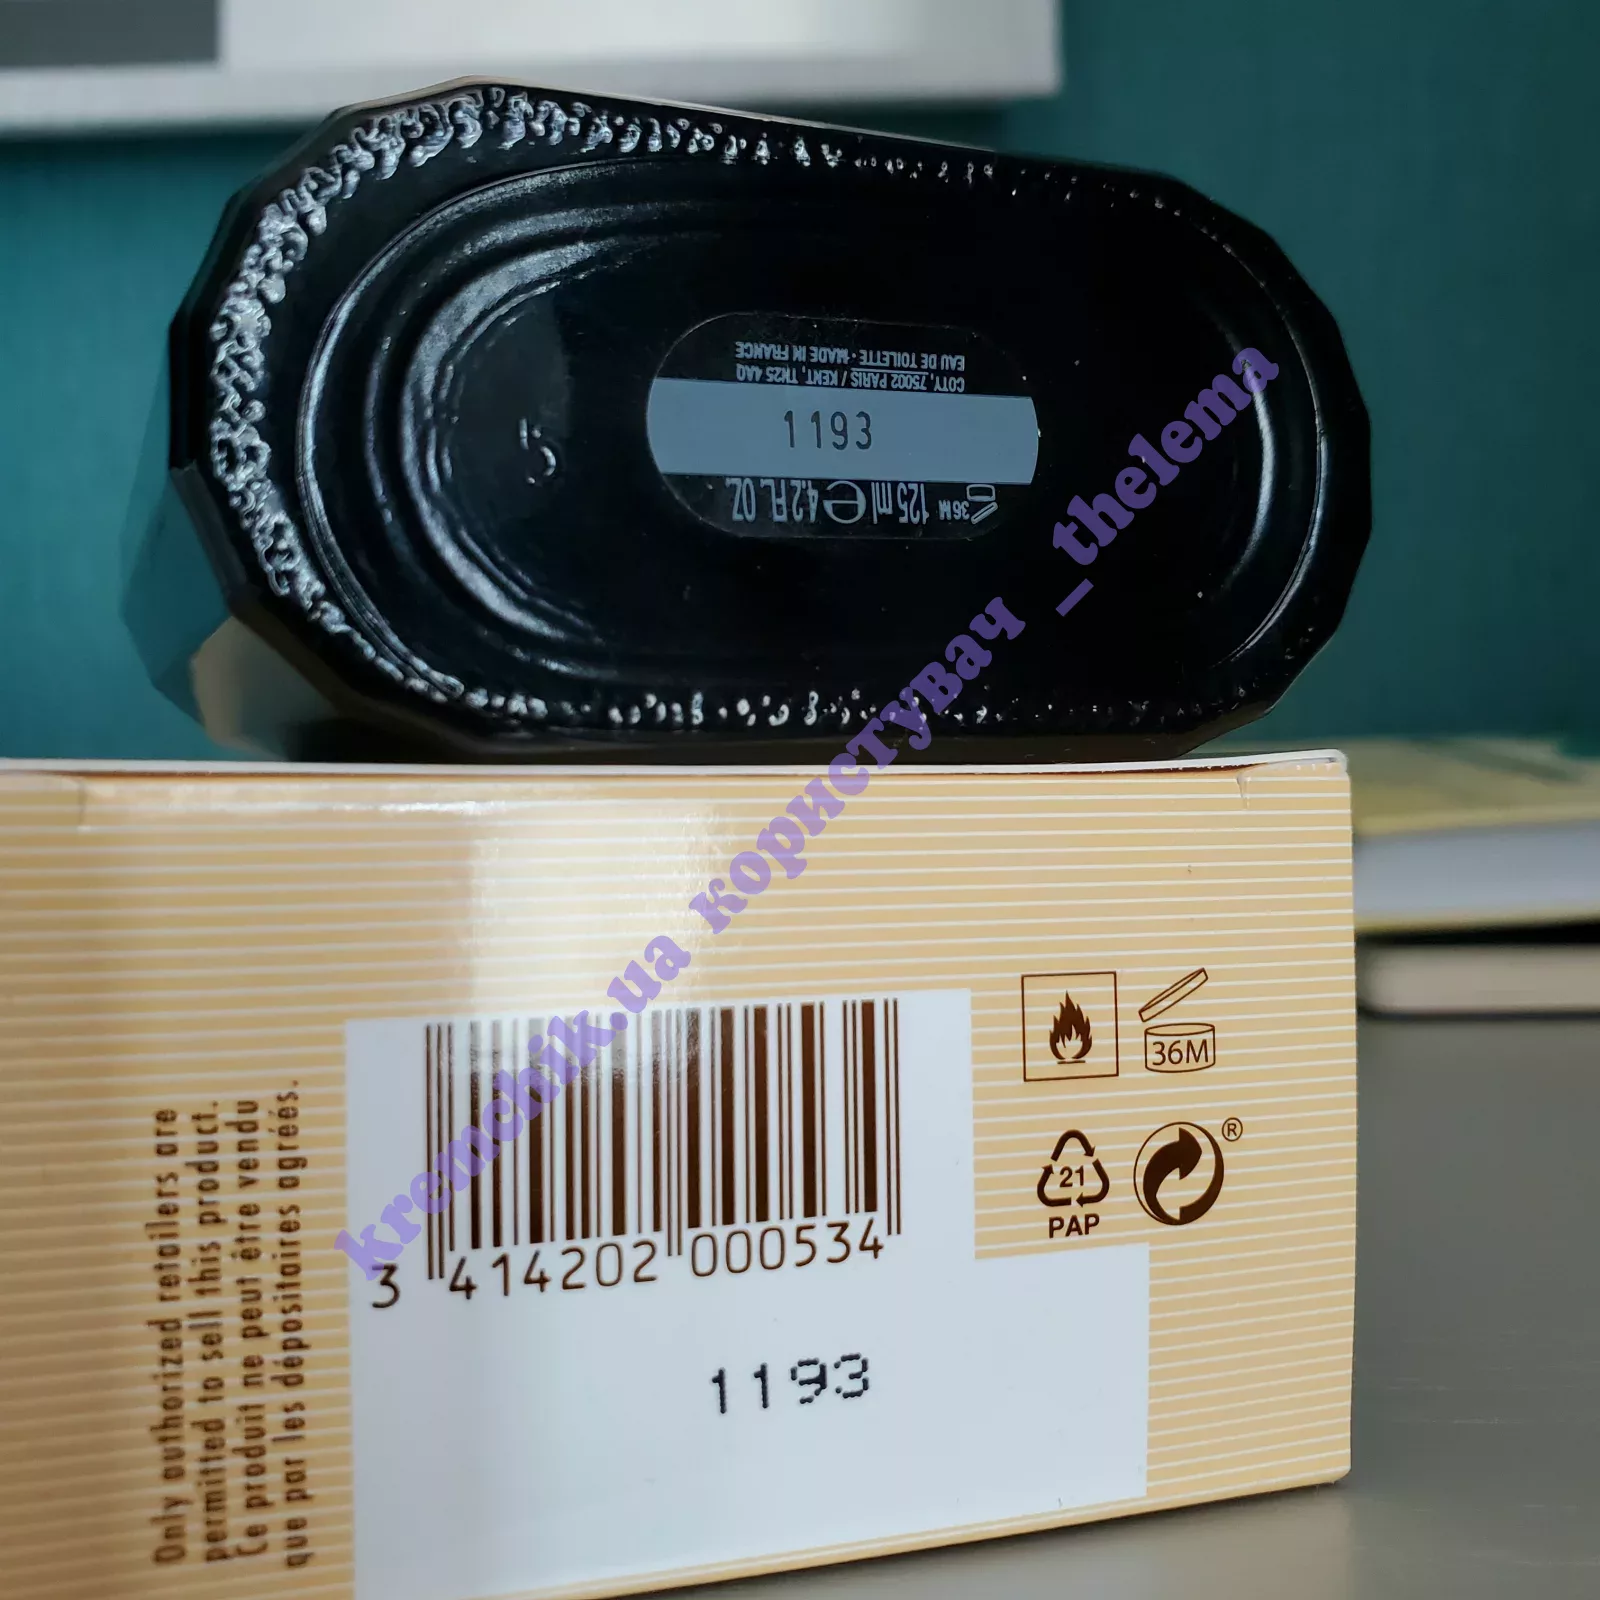 EAU DE TOILETTE · MADE IN FRANCE
COTY, 75002 PARIS / KENT, TN25 4AQ
1193
36M 125 ml e 4.2 FL. OZ.
5
kremchik.ua користувач _thelema
Only authorized retailers are
permitted to sell this product.
Ce produit ne peut être vendu
que par les dépositaires agréés.
3 414202 000534
1193
36M
21
PAP
®